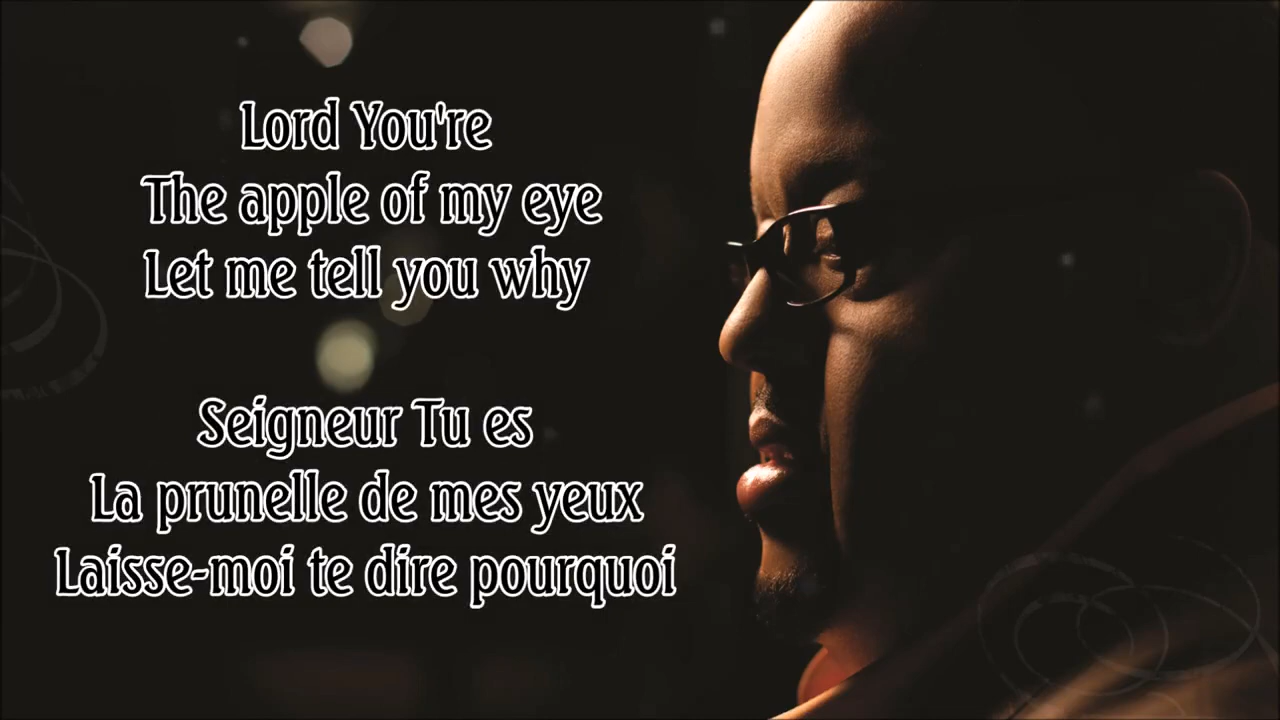 Lord You're
The apple of my eye
Let me tell you why
Seigneur Tu es
La prunelle de mes yeux
Laisse-moi te dire pourquoi